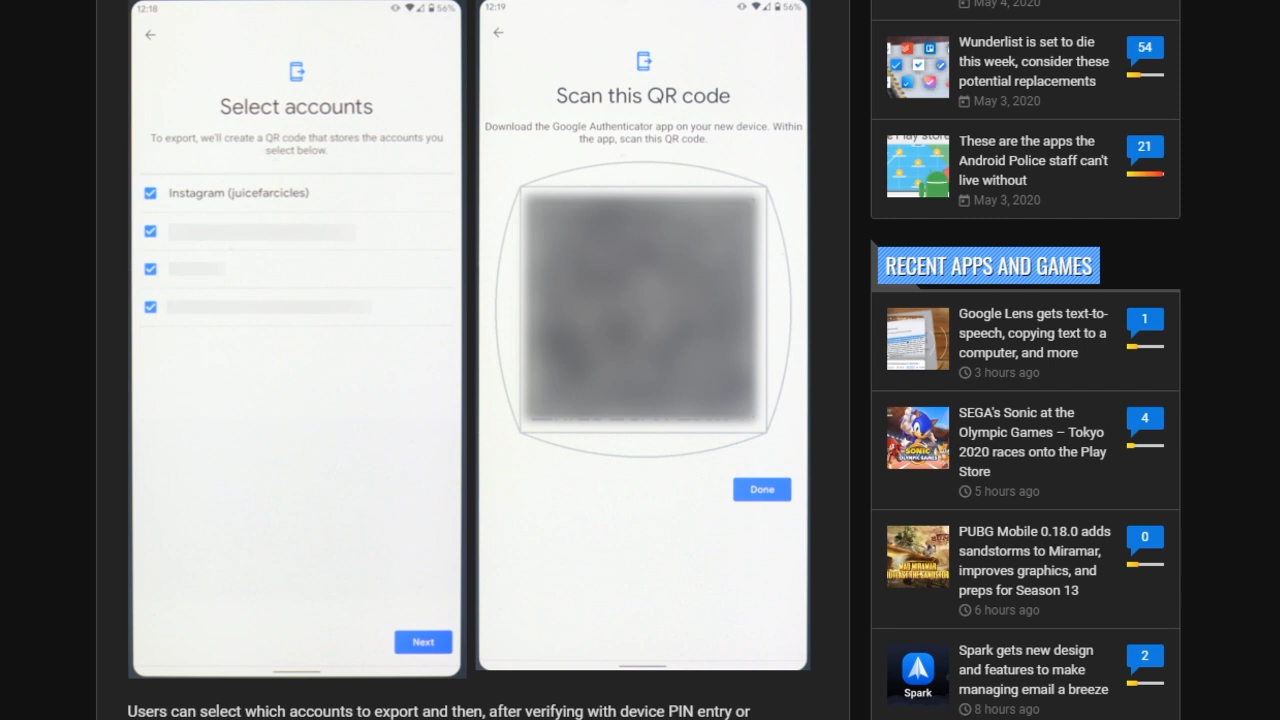 12:18
56%
Select accounts
To export, we'll create a QR code that stores the accounts you
select below.
Instagram (juicefarcicles)
Next
12:19
56%
Scan this QR code
Download the Google Authenticator app on your new device. Within
the app, scan this QR code.
Done
Users can select which accounts to export and then, after verifying with device PIN entry or
May 4, 2020
Wunderlist is set to die
this week, consider these
potential replacements
May 3, 2020
54
These are the apps the
Android Police staff can't
live without
May 3, 2020
21
RECENT APPS AND GAMES
Google Lens gets text-to-
speech, copying text to a
computer, and more
3 hours ago
1
SEGA's Sonic at the
Olympic Games – Tokyo
2020 races onto the Play
Store
5 hours ago
4
SONIC
OLYMPIC GAMES
PUBG Mobile 0.18.0 adds
sandstorms to Miramar,
improves graphics, and
preps for Season 13
6 hours ago
0
MAD MIRAMAR
Spark gets new design
and features to make
managing email a breeze
8 hours ago
2
Spark